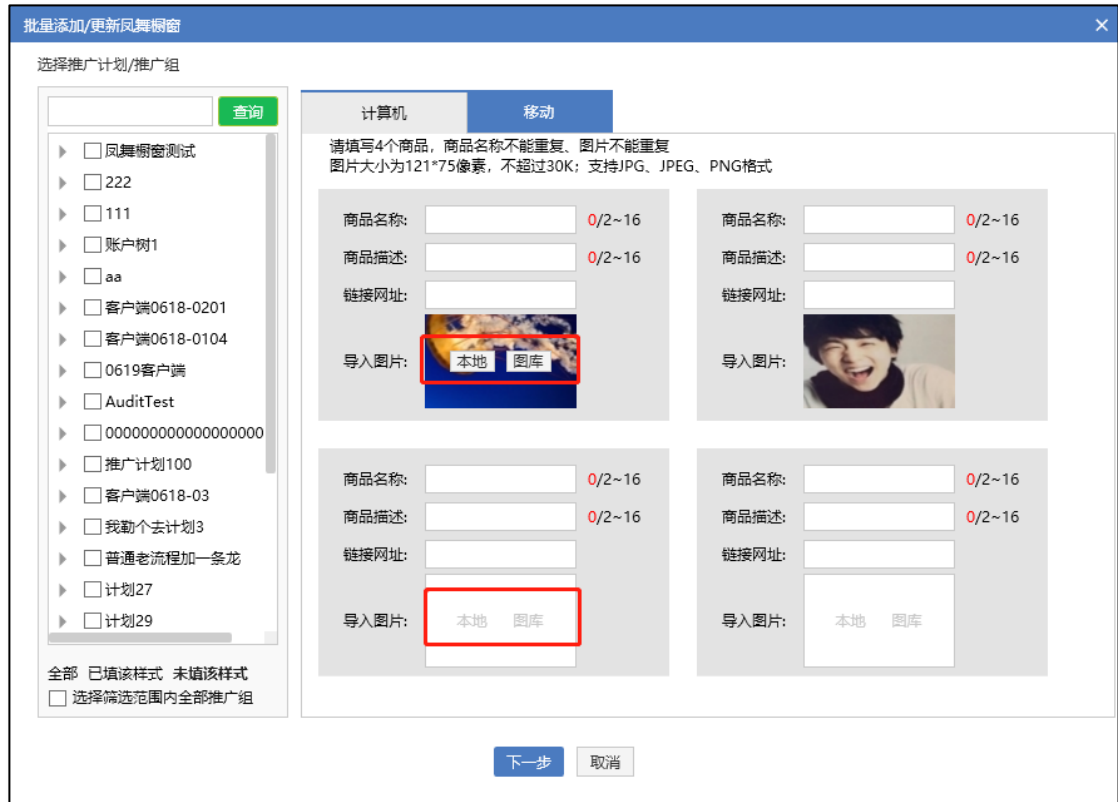 批量添加/更新凤舞橱窗
选择推广计划/推广组
查询
凤舞橱窗测试
222
111
账户树1
aa
客户端0618-0201
客户端0618-0104
0619客户端
AuditTest
000000000000000000
推广计划100
客户端0618-03
我勒个去计划3
普通老流程加一条龙
计划27
计划29
全部 已填该样式 未填该样式
选择筛选范围内全部推广组
计算机 移动
请填写4个商品，商品名称不能重复、图片不能重复
图片大小为121*75像素，不超过30K；支持JPG、JPEG、PNG格式
商品名称: 0/2~16
商品描述: 0/2~16
链接网址:
导入图片: 本地 图库
商品名称: 0/2~16
商品描述: 0/2~16
链接网址:
导入图片:
商品名称: 0/2~16
商品描述: 0/2~16
链接网址:
导入图片: 本地 图库
商品名称: 0/2~16
商品描述: 0/2~16
链接网址:
导入图片: 本地 图库
下一步 取消